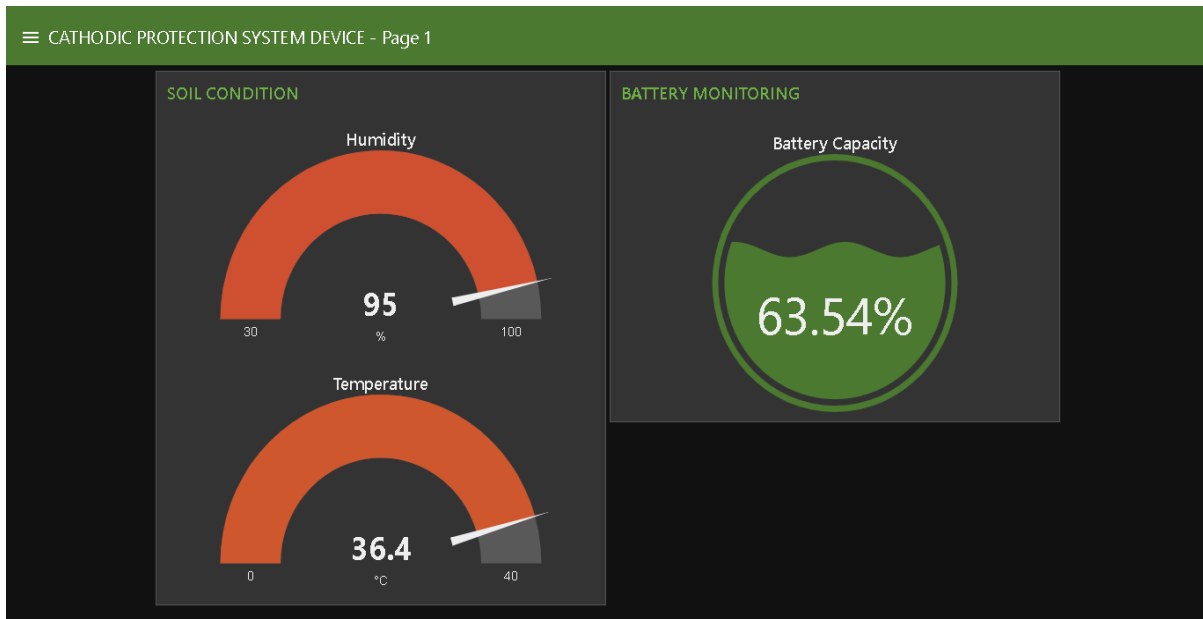 CATHODIC PROTECTION SYSTEM DEVICE - Page 1
SOIL CONDITION
Humidity
95
%
30
100
Temperature
36.4
°C
0
40
BATTERY MONITORING
Battery Capacity
63.54%